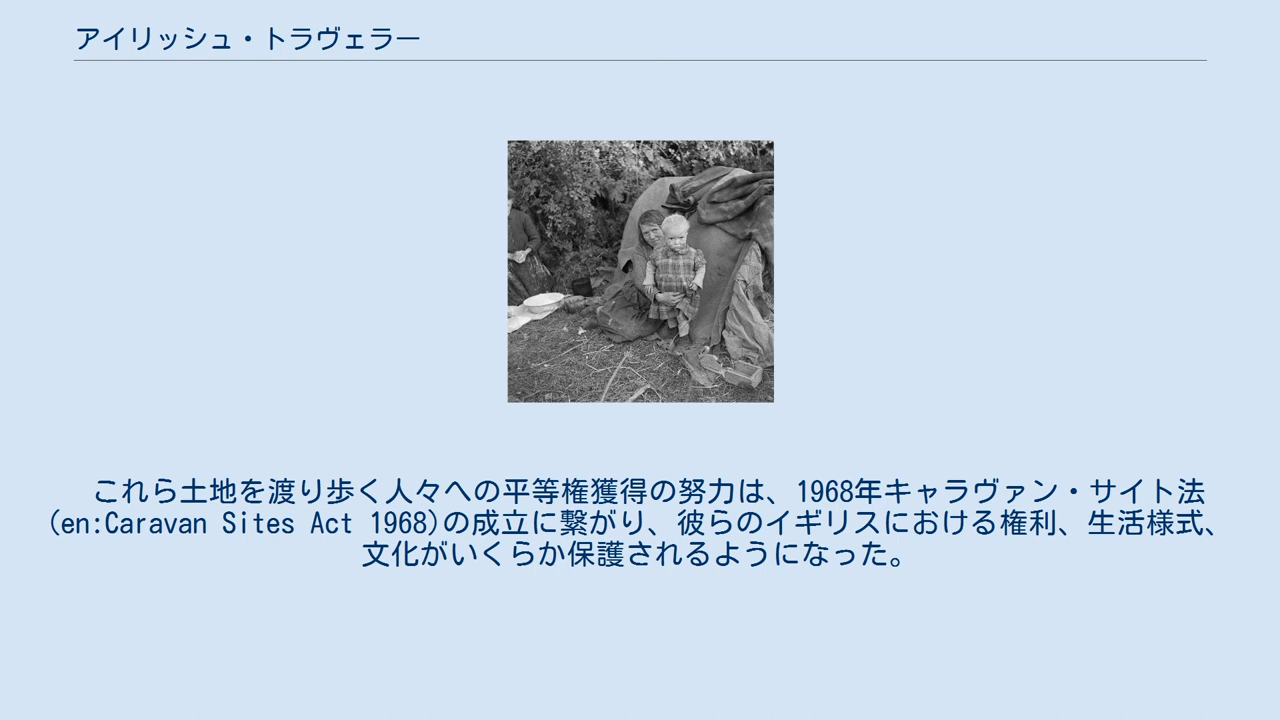 アイリッシュ・トラヴェラー
これら土地を渡り歩く人々への平等権獲得の努力は、1968年キャラヴァン・サイト法
(en:Caravan Sites Act 1968)の成立に繋がり、彼らのイギリスにおける権利、生活様式、
文化がいくらか保護されるようになった。